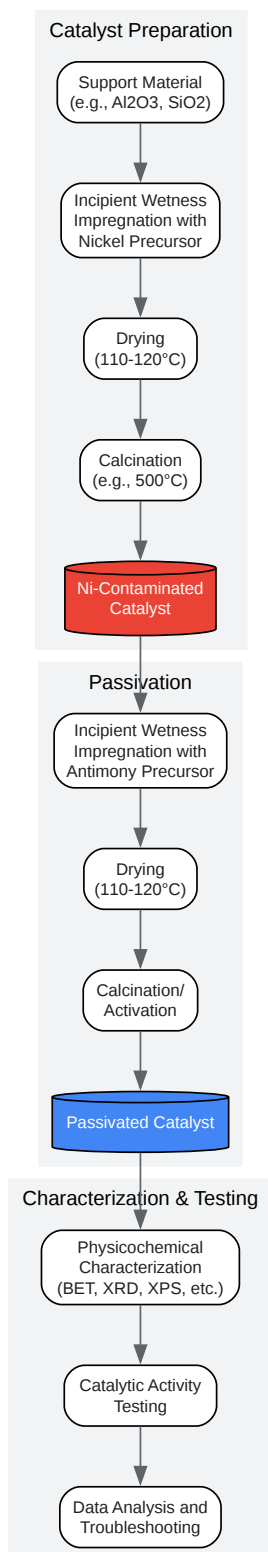 Catalyst Preparation
Support Material
(e.g., Al2O3, SiO2)
Incipient Wetness
Impregnation with
Nickel Precursor
Drying
(110-120°C)
Calcination
(e.g., 500°C)
Ni-Contaminated
Catalyst
Passivation
Incipient Wetness
Impregnation with
Antimony Precursor
Drying
(110-120°C)
Calcination/
Activation
Passivated Catalyst
Characterization & Testing
Physicochemical
Characterization
(BET, XRD, XPS, etc.)
Catalytic Activity
Testing
Data Analysis and
Troubleshooting